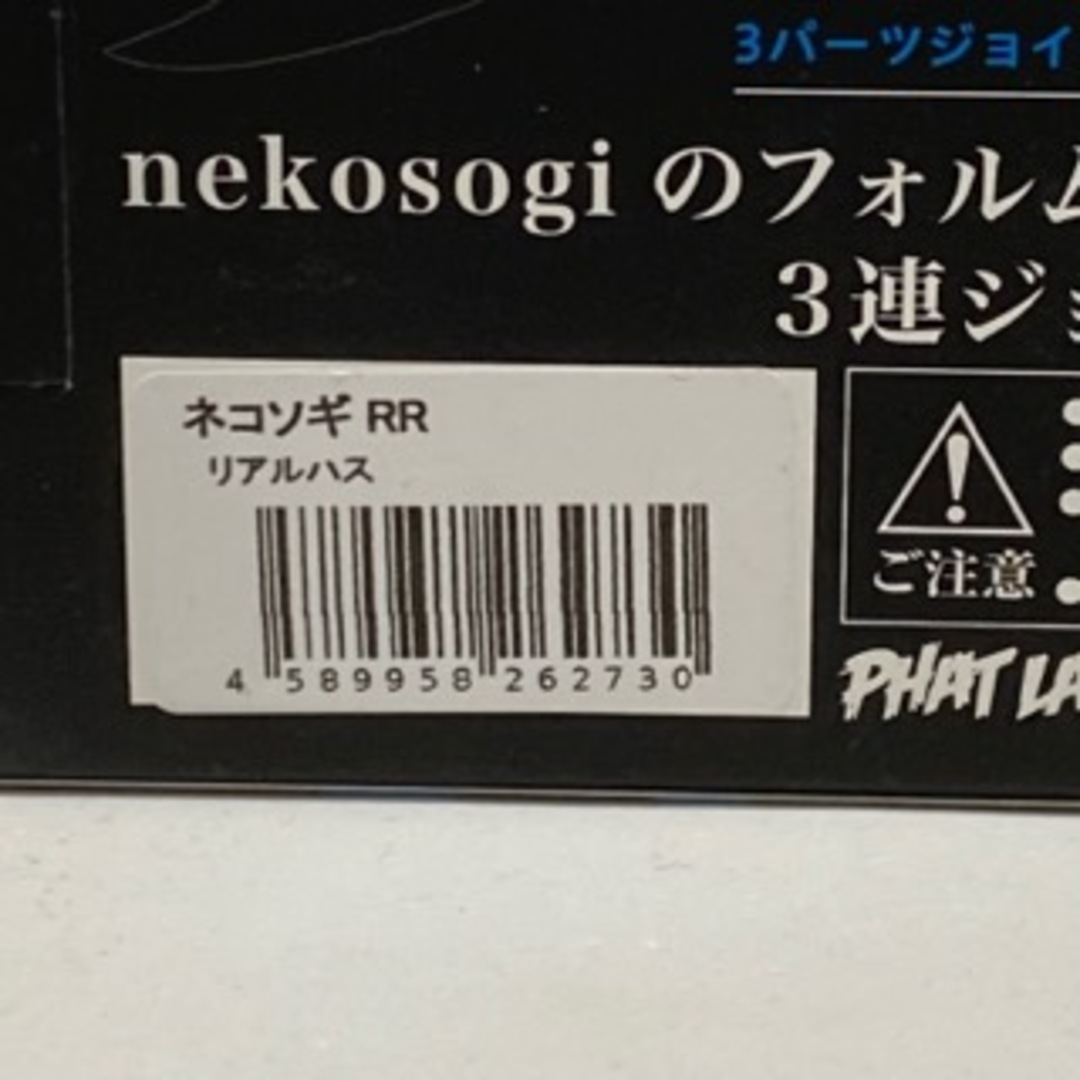 3パーツジョイ
nekosogi のフォルム
3連ジ
ネコソギ RR
リアルハス
4 589958 262730
ご注意
PHAT LA